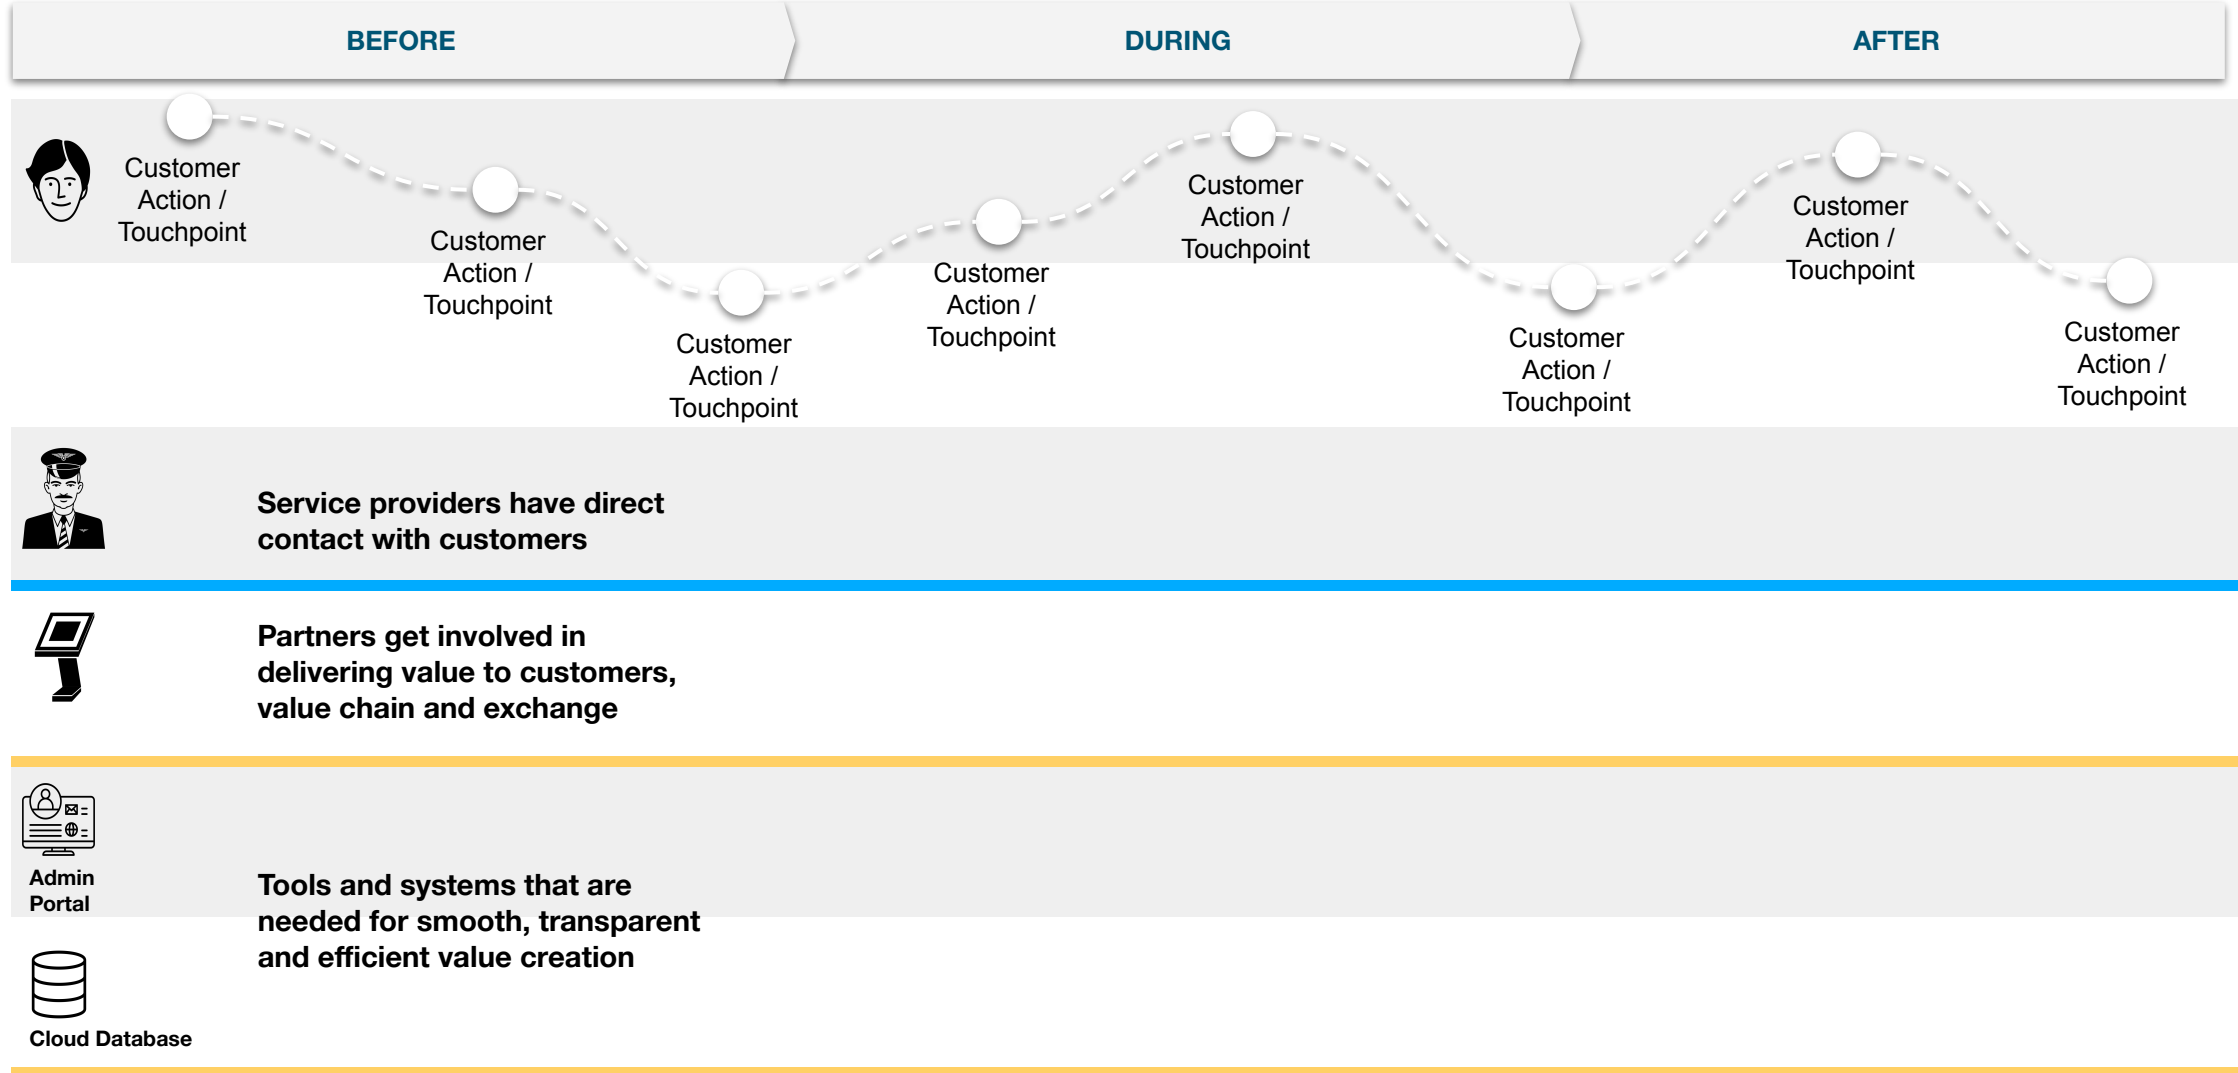 BEFORE
DURING
AFTER
Customer
Action /
Touchpoint
Customer
Action /
Touchpoint
Customer
Action /
Touchpoint
Customer
Action /
Touchpoint
Customer
Action /
Touchpoint
Customer
Action /
Touchpoint
Customer
Action /
Touchpoint
Customer
Action /
Touchpoint
Service providers have direct
contact with customers
Partners get involved in
delivering value to customers,
value chain and exchange
Admin
Portal
Tools and systems that are
needed for smooth, transparent
and efficient value creation
Cloud Database